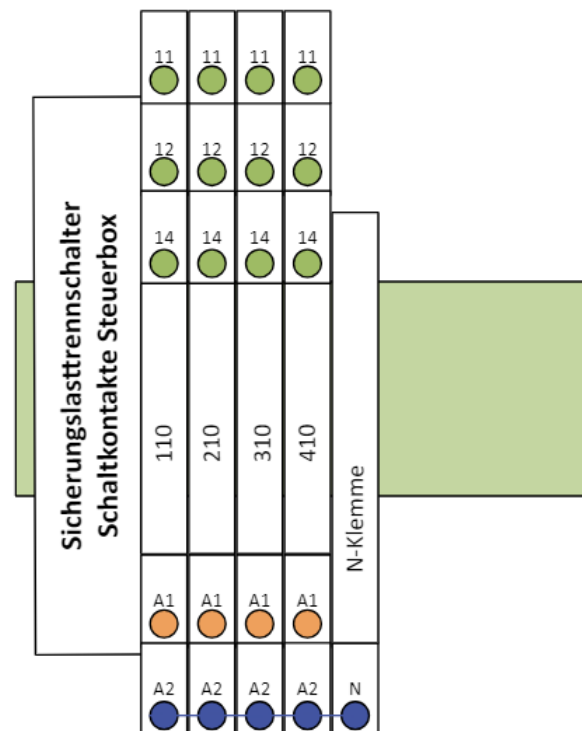 11 11 11 11
12 12 12 12
14 14 14 14
Sicherungslasttrennschalter
Schaltkontakte Steuerbox
110
210
310
410
N-Klemme
A1 A1 A1 A1
A2 A2 A2 A2 N